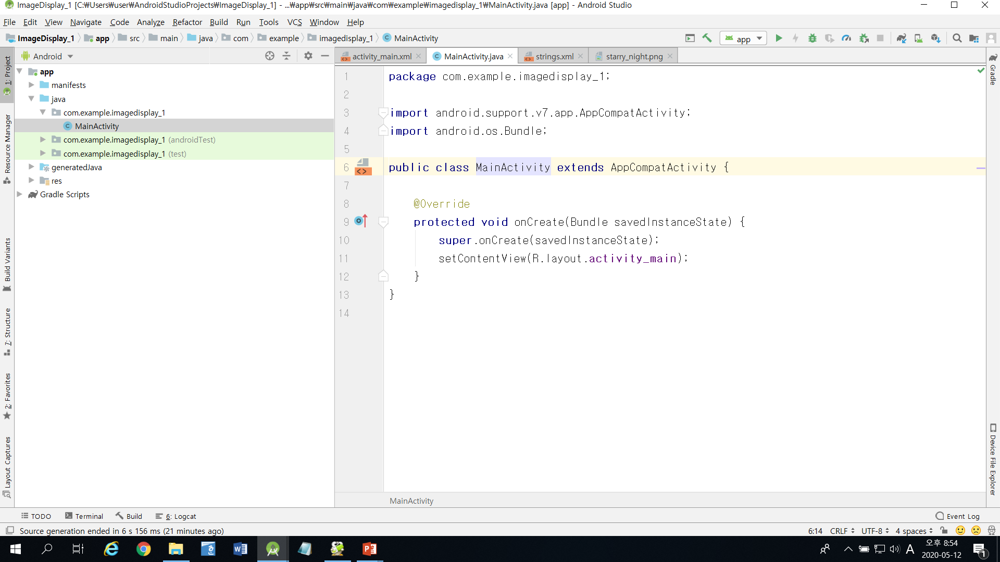 ImageDisplay_1 [C:₩Users₩user₩AndroidStudioProjects₩ImageDisplay_1] - ...₩app₩src₩main₩java₩com₩example₩imagedisplay_1₩MainActivity.java [app] - Android Studio
File Edit View Navigate Code Analyze Refactor Build Run Tools VCS Window Help
ImageDisplay_1 app src main java com example imagedisplay_1 MainActivity
app
Android
activity_main.xml MainActivity.java strings.xml starry_night.png
1: Project
Resource Manager
Build Variants
7: Structure
2: Favorites
Layout Captures
app
manifests
java
com.example.imagedisplay_1
MainActivity
com.example.imagedisplay_1 (androidTest)
com.example.imagedisplay_1 (test)
generatedJava
res
Gradle Scripts
1 package com.example.imagedisplay_1;
2
3 import android.support.v7.app.AppCompatActivity;
4 import android.os.Bundle;
5
6 public class MainActivity extends AppCompatActivity {
7
8 @Override
9 protected void onCreate(Bundle savedInstanceState) {
10 super.onCreate(savedInstanceState);
11 setContentView(R.layout.activity_main);
12 }
13 }
14
MainActivity
Gradle
Device File Explorer
TODO Terminal Build 6: Logcat Event Log
Source generation ended in 6 s 156 ms (21 minutes ago) 6:14 CRLF UTF-8 4 spaces
A 오후 8:54
2020-05-12
1